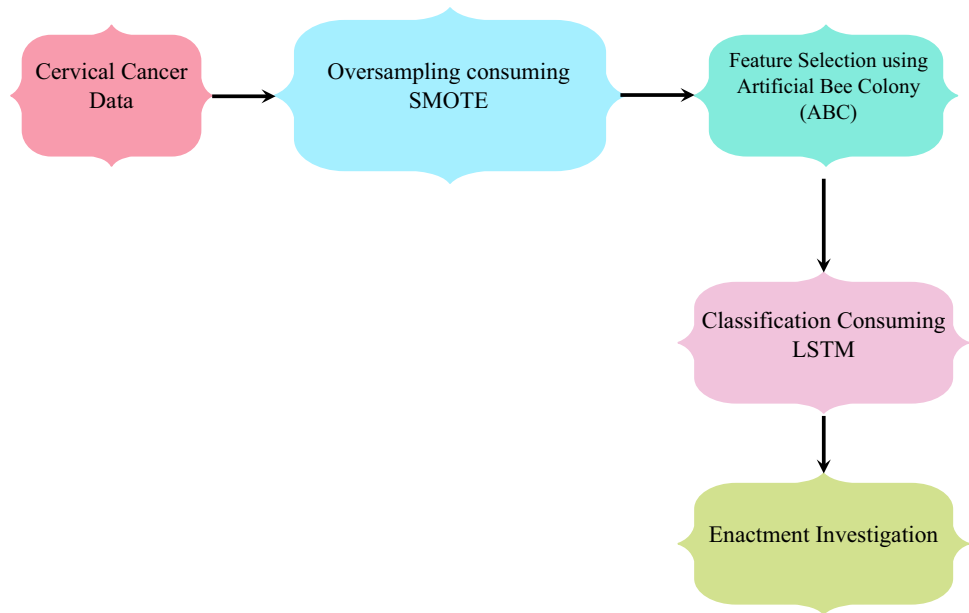 Cervical Cancer
Data
Oversampling consuming
SMOTE
Feature Selection using
Artificial Bee Colony
(ABC)
Classification Consuming
LSTM
Enactment Investigation